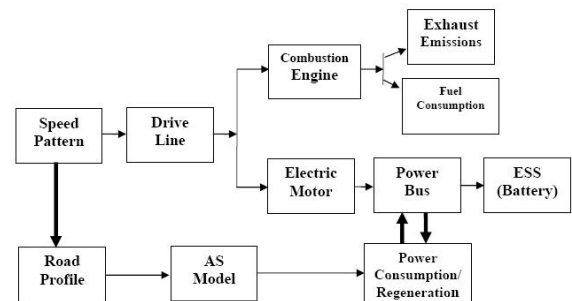 Exhaust
Emissions
Combustion
Engine
Fuel
Consumption
Speed
Pattern
Drive
Line
Electric
Motor
Power
Bus
ESS
(Battery)
Road
Profile
AS
Model
Power
Consumption/
Regeneration